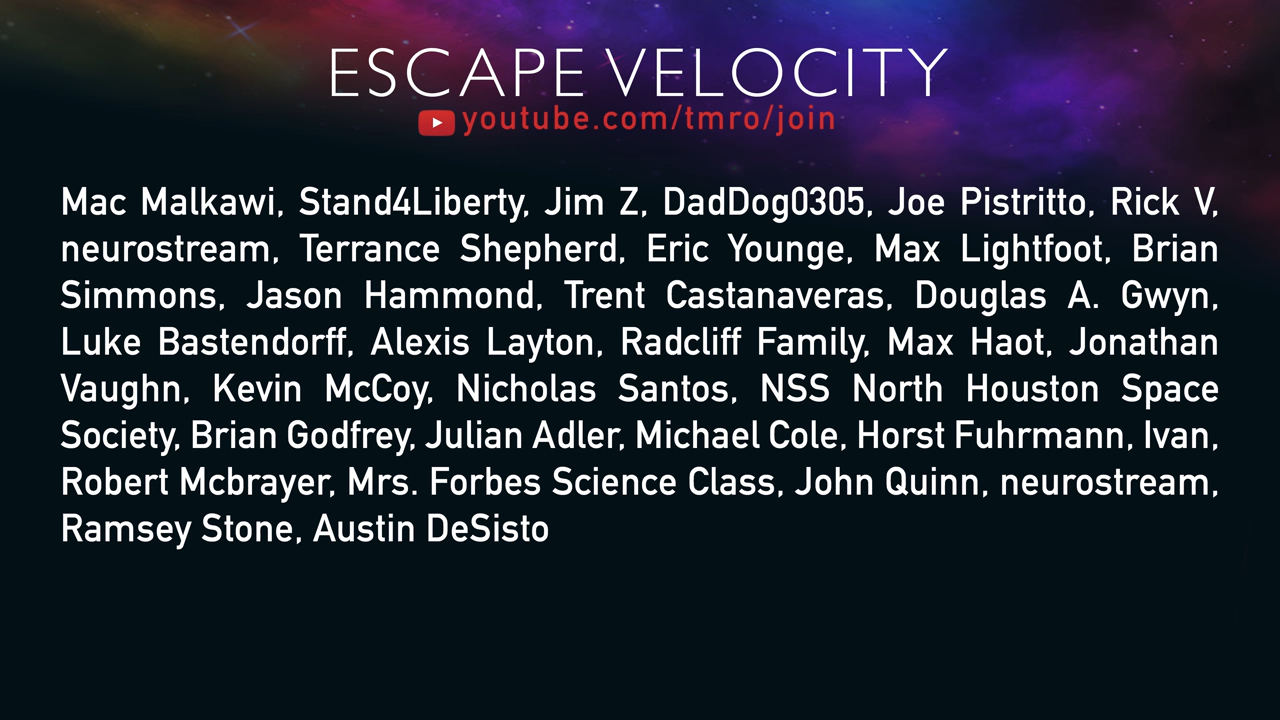 ESCAPE VELOCITY
youtube.com/tmro/join
Mac Malkawi, Stand4Liberty, Jim Z, DadDog0305, Joe Pistritto, Rick V,
neurostream, Terrance Shepherd, Eric Younge, Max Lightfoot, Brian
Simmons, Jason Hammond, Trent Castanaveras, Douglas A. Gwyn,
Luke Bastendorff, Alexis Layton, Radcliff Family, Max Haot, Jonathan
Vaughn, Kevin McCoy, Nicholas Santos, NSS North Houston Space
Society, Brian Godfrey, Julian Adler, Michael Cole, Horst Fuhrmann, Ivan,
Robert Mcbrayer, Mrs. Forbes Science Class, John Quinn, neurostream,
Ramsey Stone, Austin DeSisto